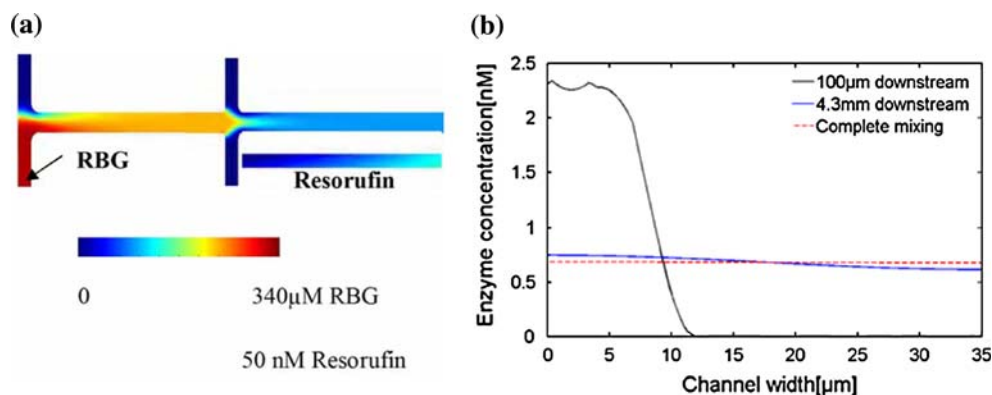 (a)
RBG
Resorufin
0
340µM RBG
50 nM Resorufin
(b)
Enzyme concentration[nM]
2.5
2
1.5
1
0.5
0
100µm downstream
4.3mm downstream
Complete mixing
0 5 10 15 20 25 30 35
Channel width[µm]